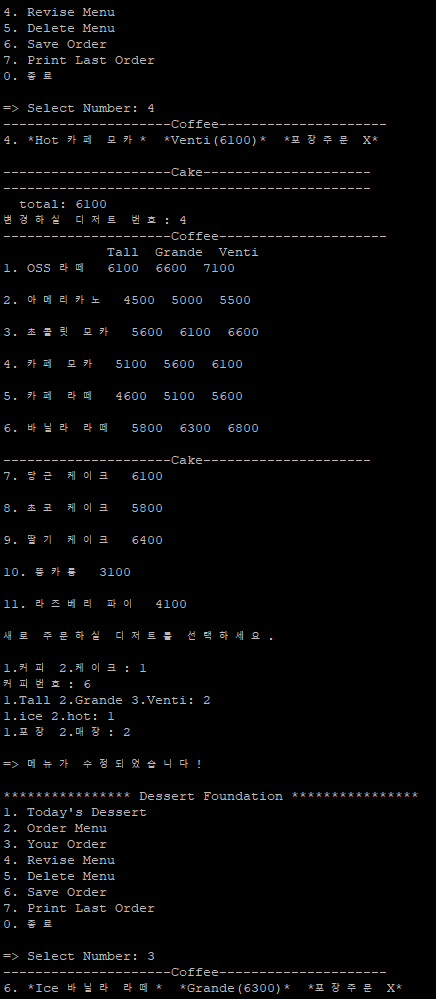 4. Revise Menu
5. Delete Menu
6. Save Order
7. Print Last Order
0. 종료
=> Select Number: 4
---------------------Coffee---------------------
4. *Hot 카페 모카* *Venti(6100)* *포장주문 X*
---------------------Cake---------------------
----------------------------------------------
total: 6100
변경하실 디저트 번호: 4
---------------------Coffee---------------------
Tall Grande Venti
1. OSS 라떼 6100 6600 7100
2. 아메리카노 4500 5000 5500
3. 초콜릿 모카 5600 6100 6600
4. 카페 모카 5100 5600 6100
5. 카페 라떼 4600 5100 5600
6. 바닐라 라떼 5800 6300 6800
---------------------Cake---------------------
7. 당근 케이크 6100
8. 초코 케이크 5800
9. 딸기 케이크 6400
10. 뚱카롱 3100
11. 라즈베리 파이 4100
새로 주문하실 디저트를 선택하세요.
1.커피 2.케이크: 1
커피번호: 6
1.Tall 2.Grande 3.Venti: 2
1.ice 2.hot: 1
1.포장 2.매장: 2
=> 메뉴가 수정되었습니다!
**************** Dessert Foundation ****************
1. Today's Dessert
2. Order Menu
3. Your Order
4. Revise Menu
5. Delete Menu
6. Save Order
7. Print Last Order
0. 종료
=> Select Number: 3
---------------------Coffee---------------------
6. *Ice 바닐라 라떼* *Grande(6300)* *포장주문 X*